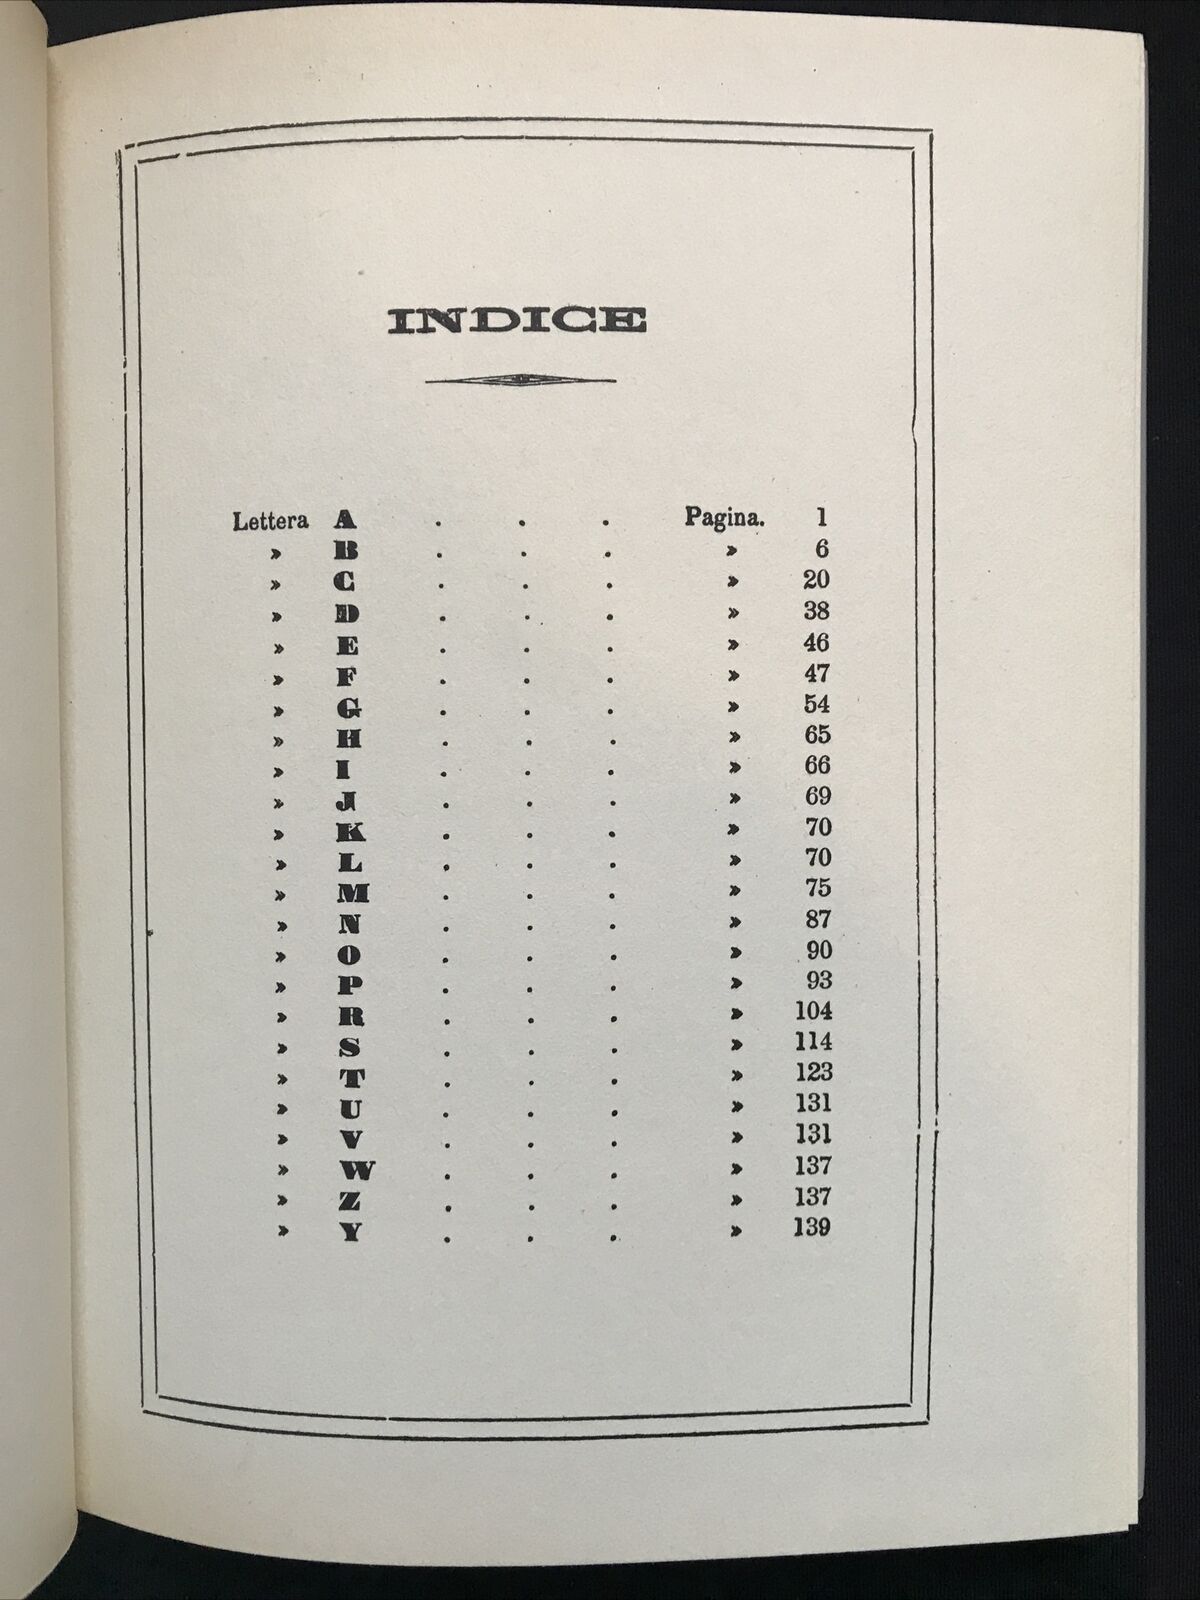 INDICE
Lettera A . . . Pagina. 1
» B . . . » 6
» C . . . » 20
» D . . . » 38
» E . . . » 46
» F . . . » 47
» G . . . » 54
» H . . . » 65
» I . . . » 66
» J . . . » 69
» K . . . » 70
» L . . . » 70
» M . . . » 75
» N . . . » 87
» O . . . » 90
» P . . . » 93
» R . . . » 104
» S . . . » 114
» T . . . » 123
» U . . . » 131
» V . . . » 131
» W . . . » 137
» Z . . . » 137
» Y . . . » 139